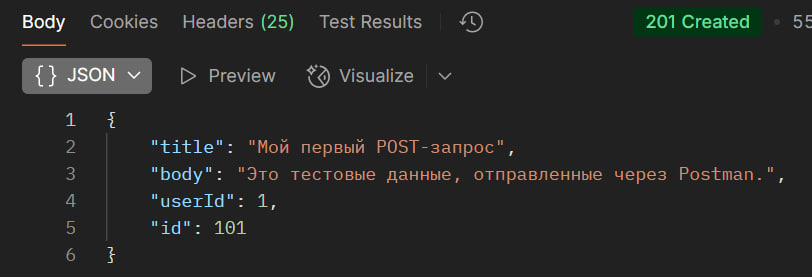 Body Cookies Headers (25) Test Results 201 Created • 55
{} JSON Preview Visualize
1 {
2 "title": "Мой первый POST-запрос",
3 "body": "Это тестовые данные, отправленные через Postman.",
4 "userId": 1,
5 "id": 101
6 }